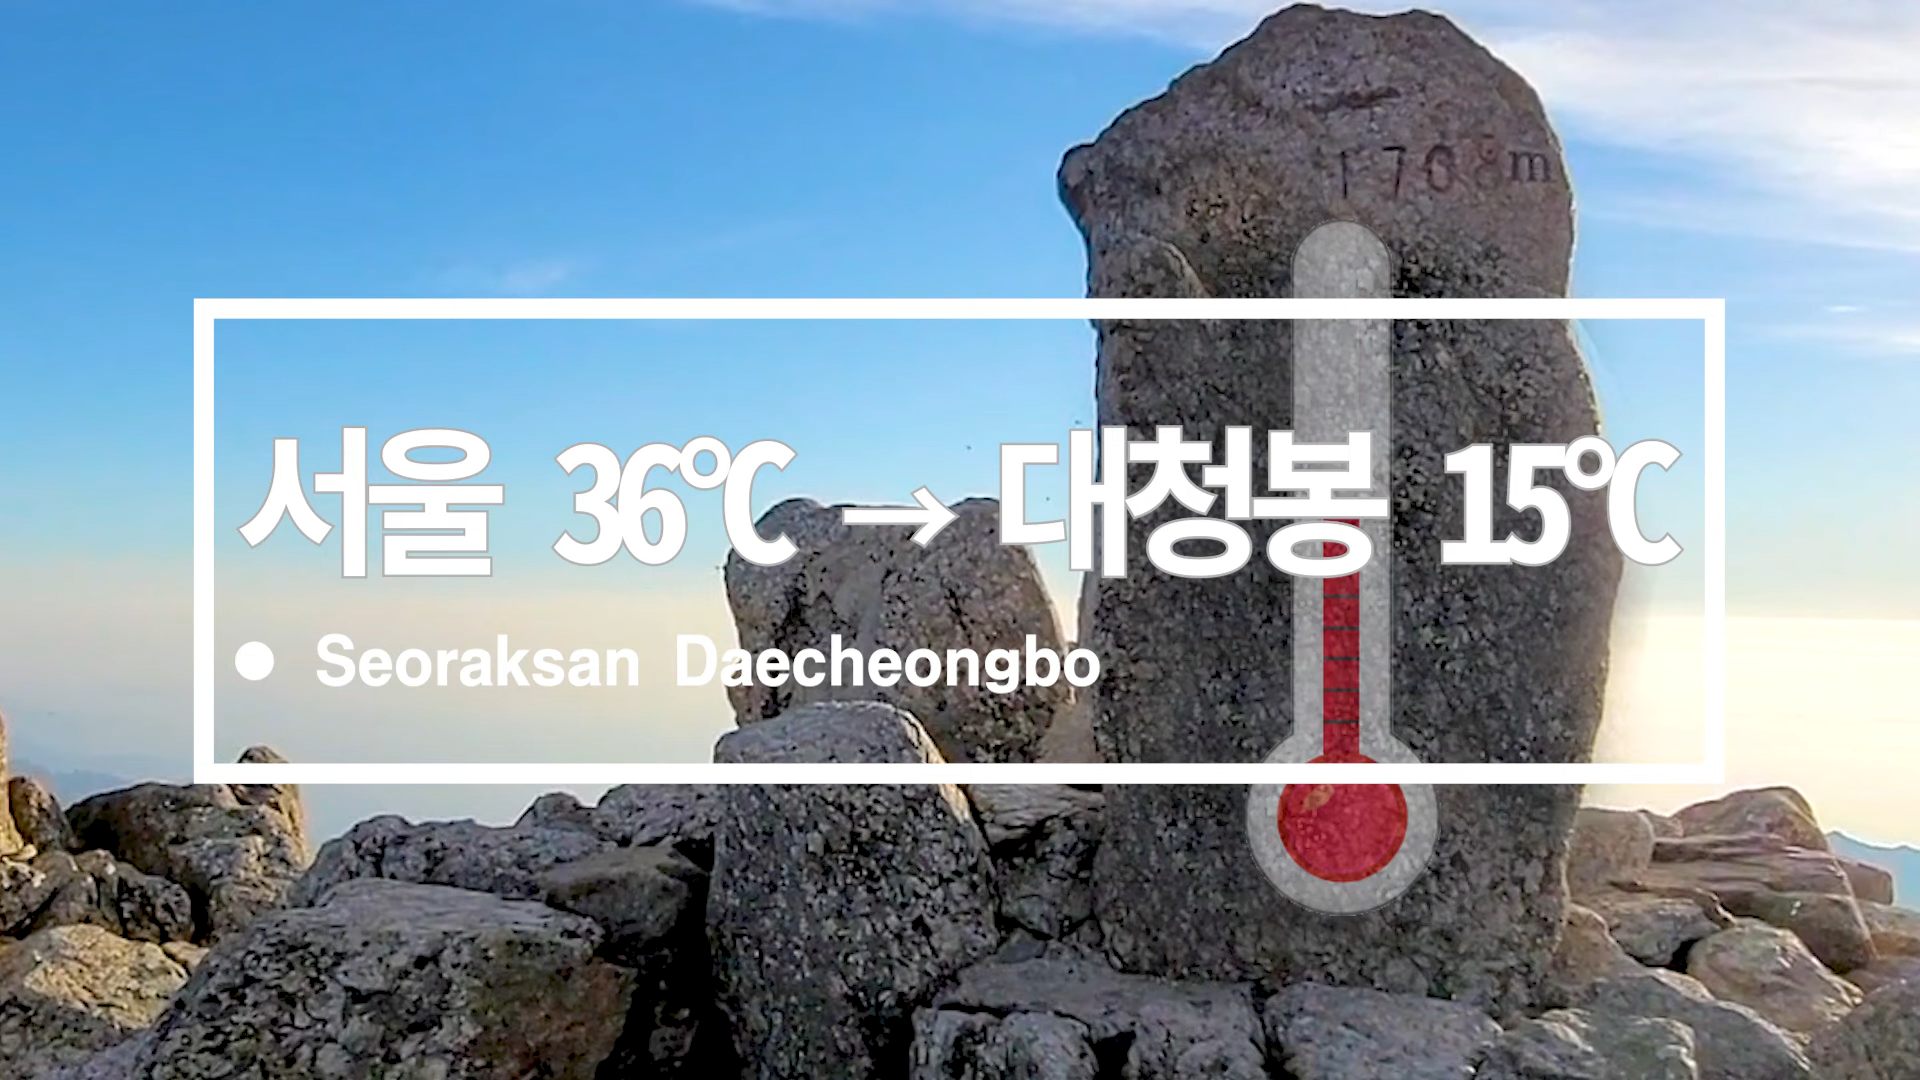 1708m
서울 36℃ → 대청봉 15℃
● Seoraksan Daecheongbo